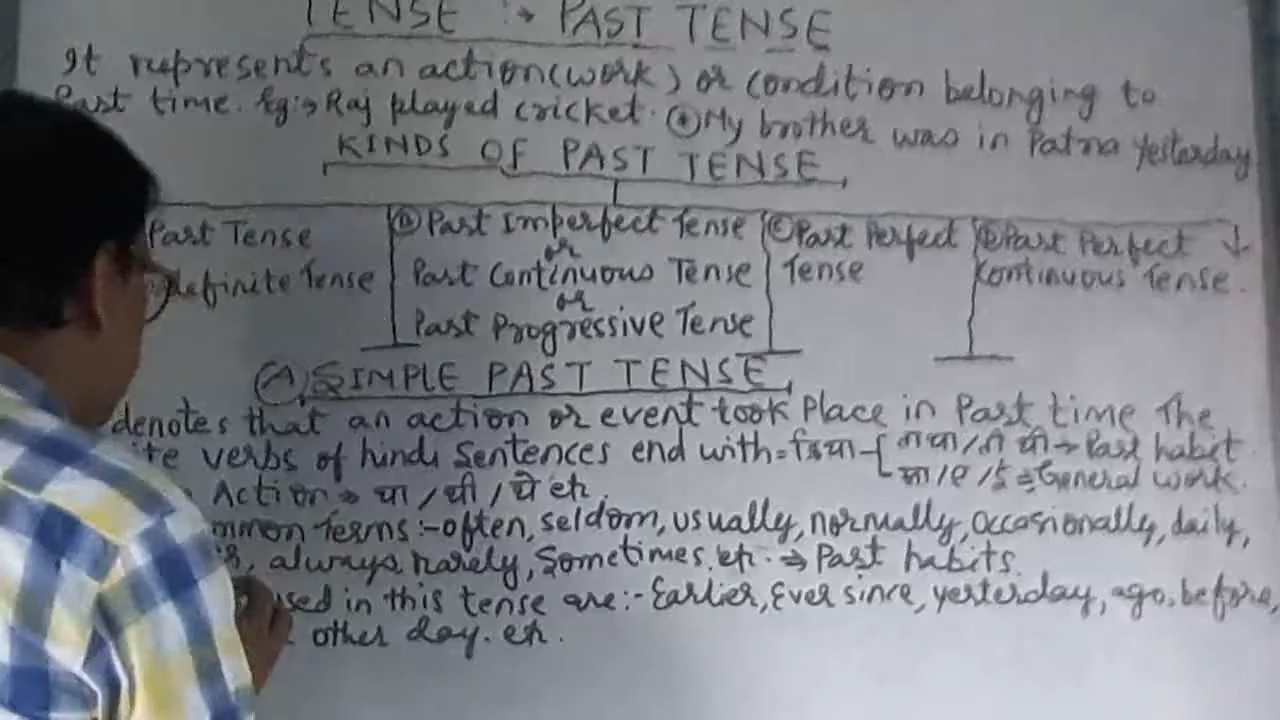 TENSE :→ PAST TENSE
It represents an action(work) or condition belonging to
Past time. Eg:→ Raj played cricket. My brother was in Patna yesterday
KINDS OF PAST TENSE
Past Tense
definite Tense
(B) Past Imperfect Tense
or
Past Continuous Tense
or
Past Progressive Tense
(C) Past Perfect
Tense
(D) Past Perfect
Continuous Tense.
(A) SIMPLE PAST TENSE
denotes that an action or event took Place in Past time The
verbs of hindi Sentences end with = Past habit
General work.
Action → या / यी / ये etc.
Terms :- often, seldom, usually, normally, occasionally, daily,
always, rarely, Sometimes. etc. ⇒ Past habits.
in this tense are:- Earlier, Ever since, yesterday, ago, before,
other day. etc.